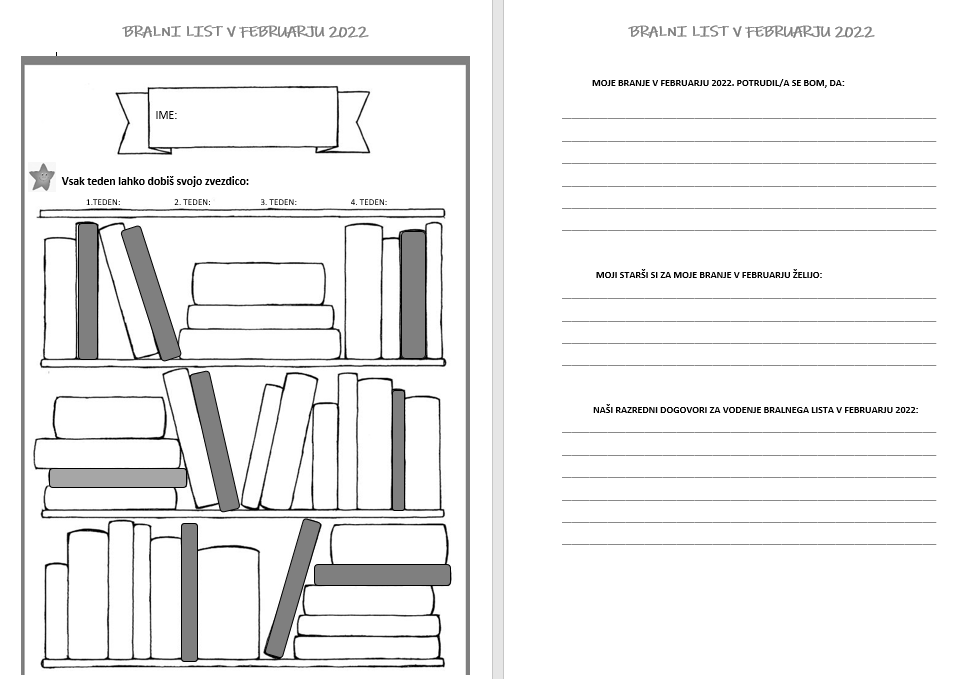 BRALNI LIST V FEBRUARJU 2022
IME:
Vsak teden lahko dobiš svojo zvezdico:
1.TEDEN: 2. TEDEN: 3. TEDEN: 4. TEDEN:
BRALNI LIST V FEBRUARJU 2022
MOJE BRANJE V FEBRUARJU 2022. POTRUDIL/A SE BOM, DA:
MOJI STARŠI SI ZA MOJE BRANJE V FEBRUARJU ŽELIJO:
NAŠI RAZREDNI DOGOVORI ZA VODENJE BRALNEGA LISTA V FEBRUARJU 2022: